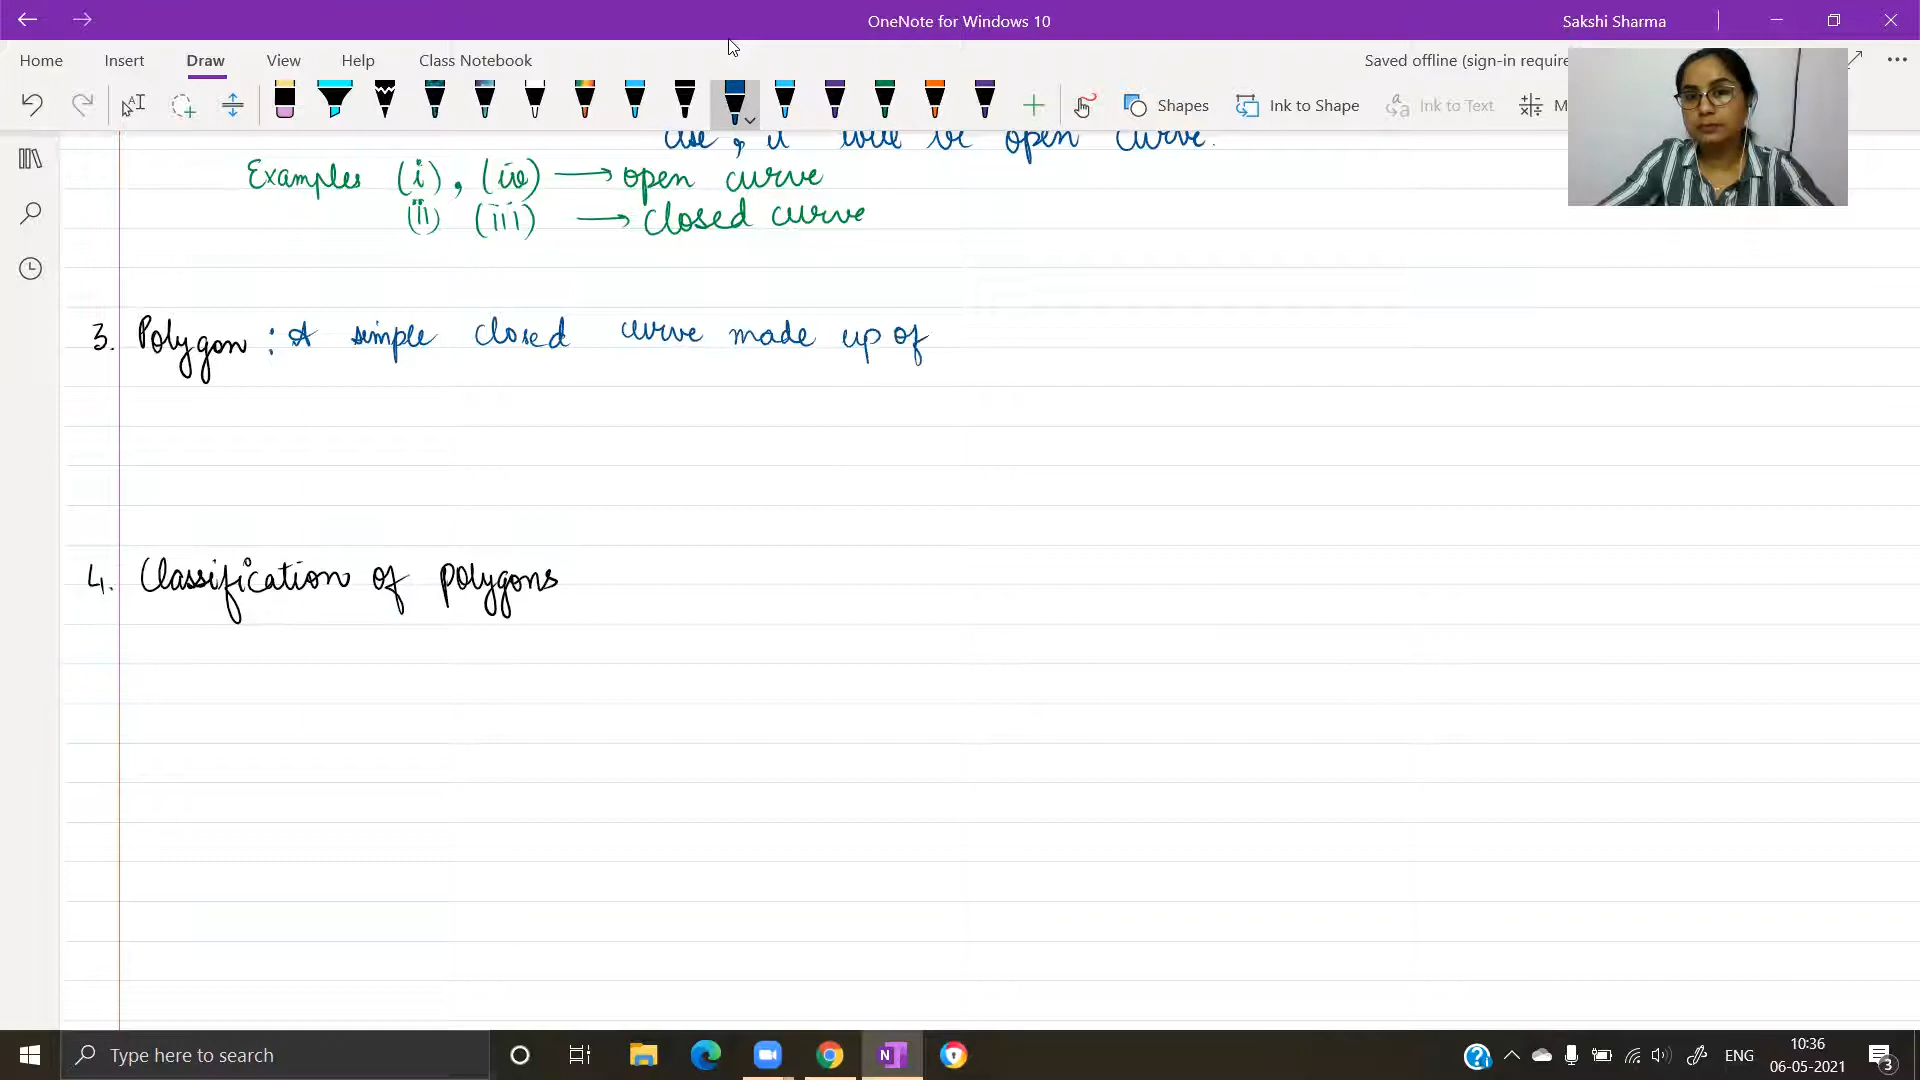 OneNote for Windows 10
Sakshi Sharma
Home Insert Draw View Help Class Notebook
Saved offline (sign-in require
Shapes Ink to Shape Ink to Text M
be open curve.
Examples (i), (iv) → open curve
(ii) (iii) → closed curve
3. Polygon : A simple closed curve made up of
4. Classification of polygons
Type here to search
ENG
10:36
06-05-2021
3